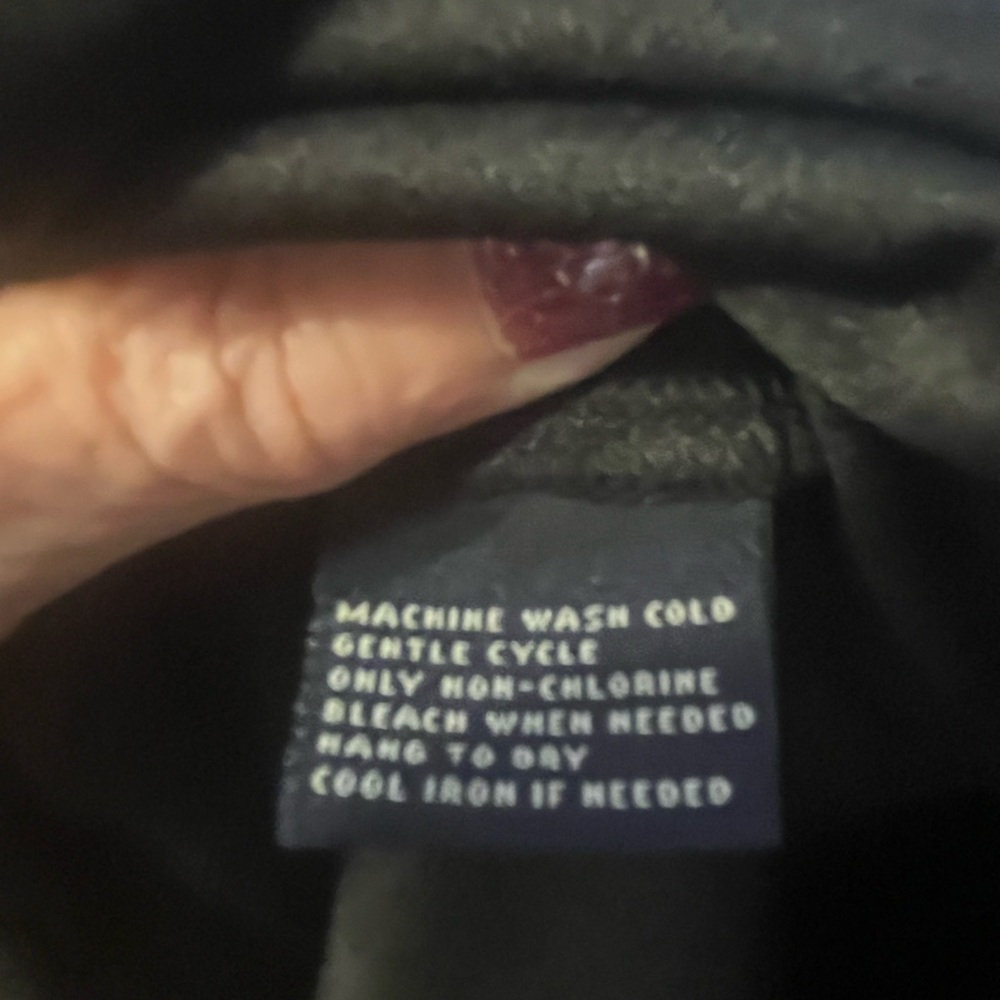 MACHINE WASH COLD
GENTLE CYCLE
ONLY NON-CHLORINE
BLEACH WHEN NEEDED
HANG TO DRY
COOL IRON IF NEEDED